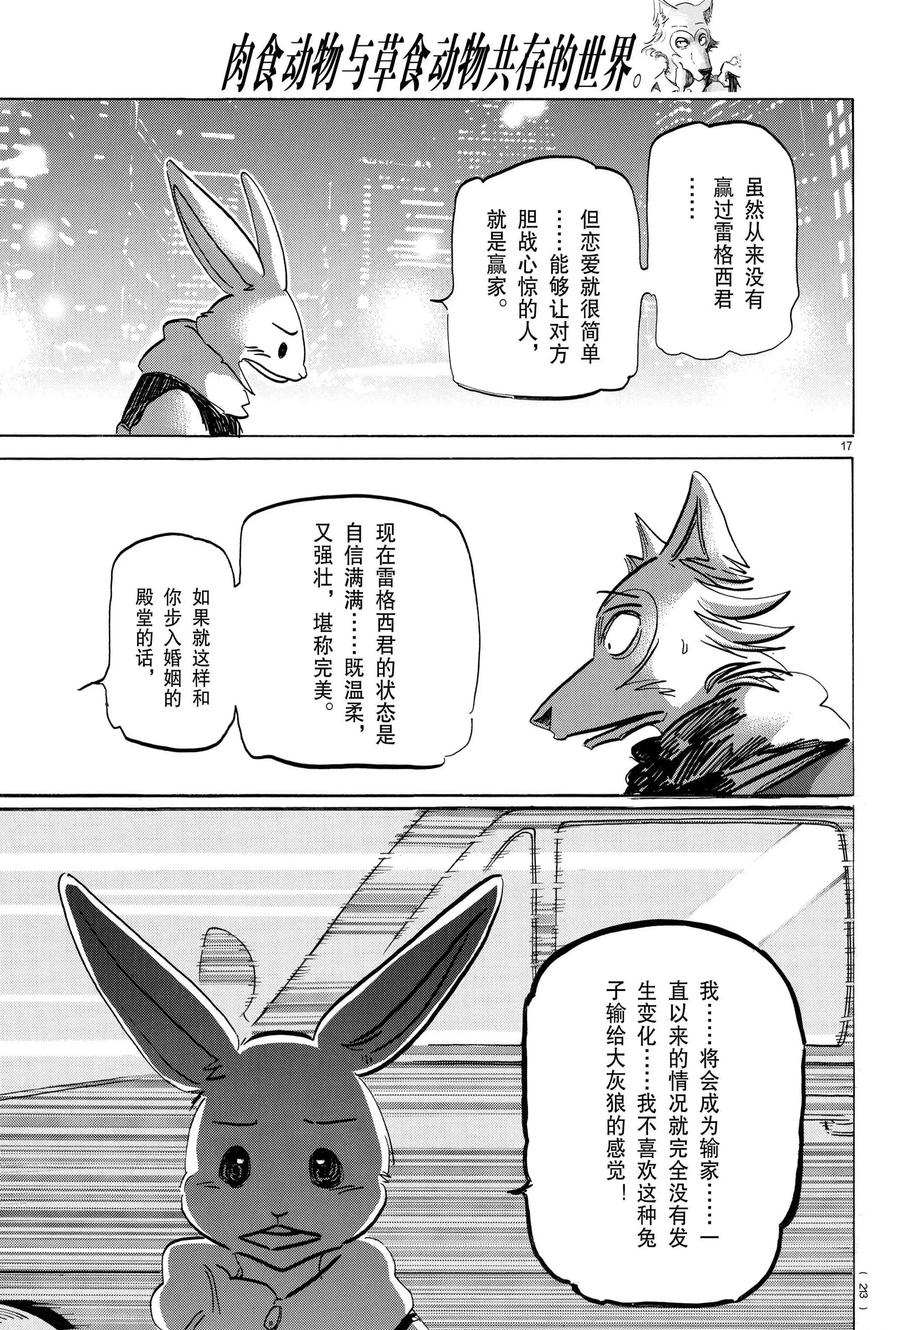 肉食动物与草食动物共存的世界。
虽然从来没有
赢过雷格西君
……
但恋爱就很简单
……能够让对方
胆战心惊的人，
就是赢家。
17
现在雷格西君的状态是
自信满满……既温柔，
又强壮，堪称完美。
如果就这样和
你步入婚姻的
殿堂的话，
我……将会成为输家……一
直以来的情况就完全没有发
生变化……我不喜欢这种兔
子输给大灰狼的感觉！
（213）